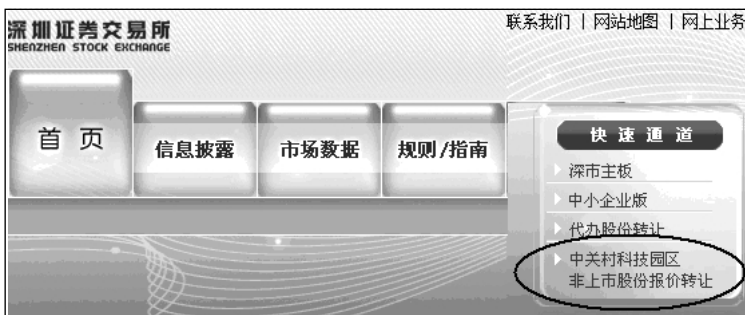 深圳证券交易所
SHENZHEN STOCK EXCHANGE
联系我们 | 网站地图 | 网上业务
首页
信息披露
市场数据
规则/指南
快速通道
深市主板
中小企业版
代办股份转让
中关村科技园区
非上市股份报价转让